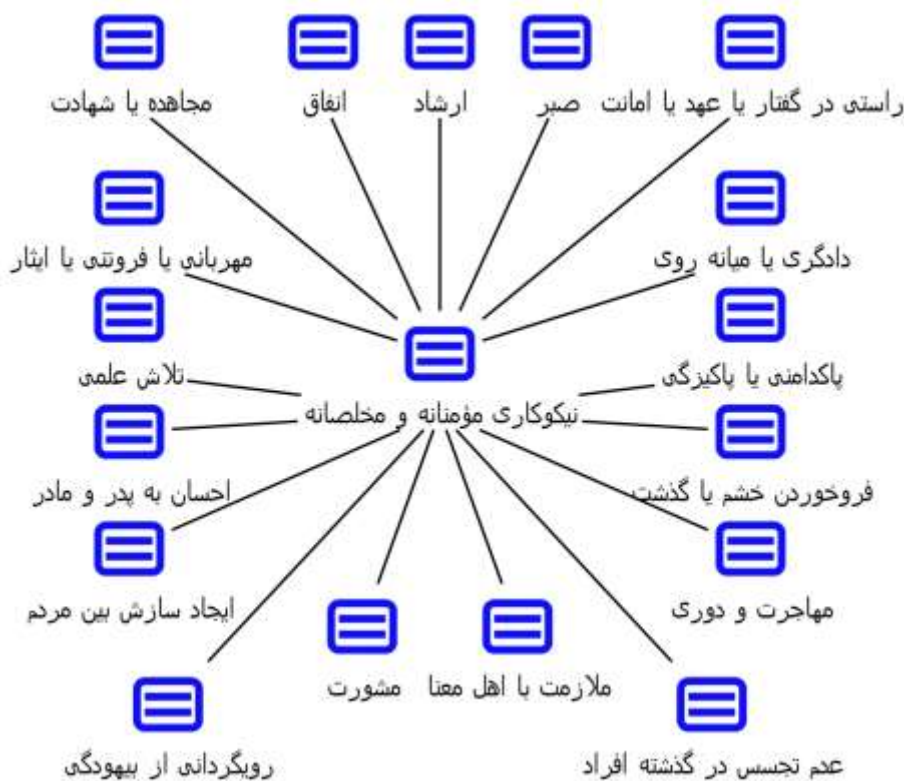 راستی در گفتار یا عهد یا امانت
صبر
ارشاد
انفاق
مجاهده یا شهادت
دادگری یا میانه روی
مهربانی یا فروتنی یا ایثار
پاکدامنی یا پاکیزگی
تلاش علمی
نیکوکاری مؤمنانه و مخلصانه
فروخوردن خشم یا گذشت
احسان به پدر و مادر
مهاجرت و دوری
ایجاد سازش بین مردم
ملازمت با اهل معنا
مشورت
عدم تجسس در گذشته افراد
رویگردانی از بیهودگی